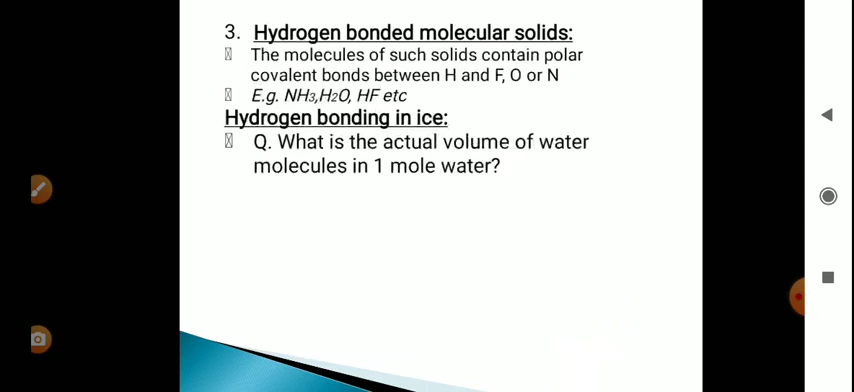 3. Hydrogen bonded molecular solids:
The molecules of such solids contain polar
covalent bonds between H and F, O or N
E.g. NH3,H2O, HF etc
Hydrogen bonding in ice:
Q. What is the actual volume of water
molecules in 1 mole water?